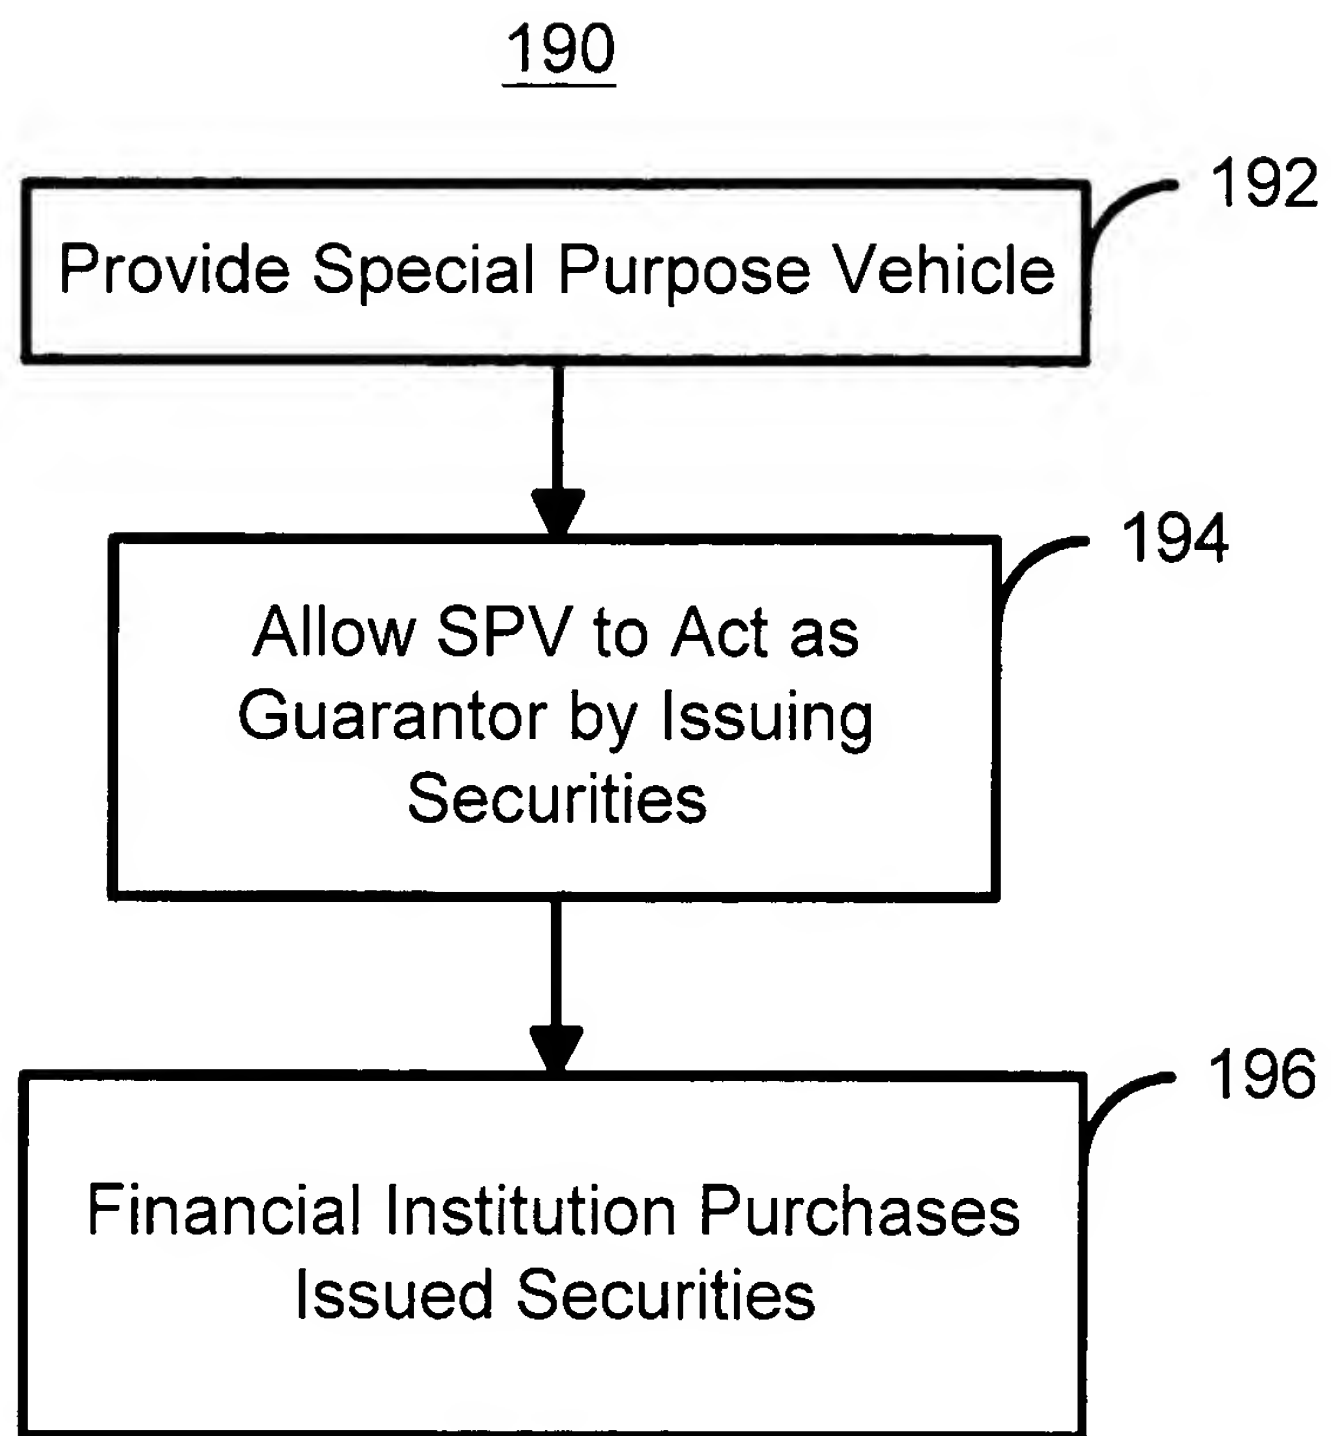 190
192
Provide Special Purpose Vehicle
194
Allow SPV to Act as
Guarantor by Issuing
Securities
196
Financial Institution Purchases
Issued Securities